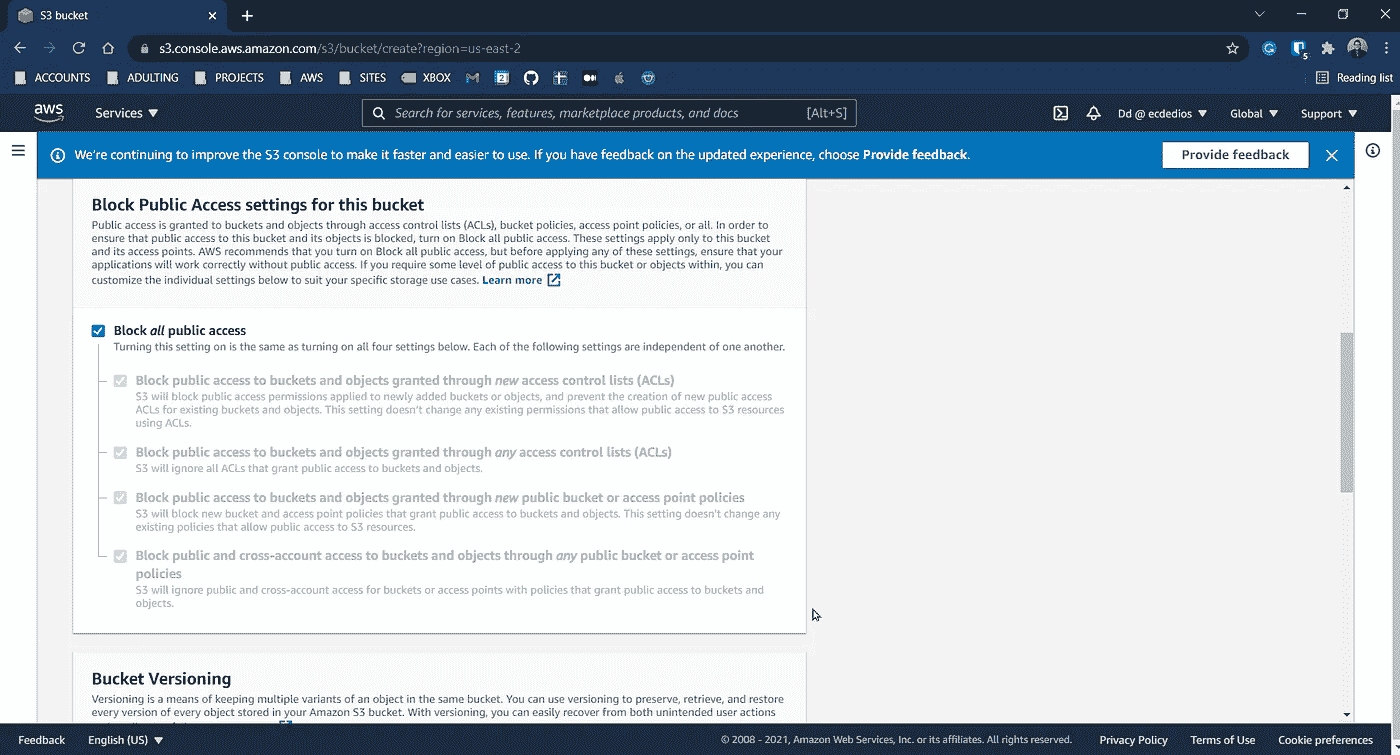 S3 bucket
s3.console.aws.amazon.com/s3/bucket/create?region=us-east-2
5
ACCOUNTS ADULTING PROJECTS AWS SITES XBOX Reading list
aws Services Search for services, features, marketplace products, and docs [Alt+S] Dd @ ecdedios Global Support
We're continuing to improve the S3 console to make it faster and easier to use. If you have feedback on the updated experience, choose Provide feedback. Provide feedback
Block Public Access settings for this bucket
Public access is granted to buckets and objects through access control lists (ACLs), bucket policies, access point policies, or all. In order to
ensure that public access to this bucket and its objects is blocked, turn on Block all public access. These settings apply only to this bucket
and its access points. AWS recommends that you turn on Block all public access, but before applying any of these settings, ensure that your
applications will work correctly without public access. If you require some level of public access to this bucket or objects within, you can
customize the individual settings below to suit your specific storage use cases. Learn more
Block all public access
Turning this setting on is the same as turning on all four settings below. Each of the following settings are independent of one another.
Block public access to buckets and objects granted through new access control lists (ACLs)
S3 will block public access permissions applied to newly added buckets or objects, and prevent the creation of new public access
ACLs for existing buckets and objects. This setting doesn't change any existing permissions that allow public access to S3 resources
using ACLs.
Block public access to buckets and objects granted through any access control lists (ACLs)
S3 will ignore all ACLs that grant public access to buckets and objects.
Block public access to buckets and objects granted through new public bucket or access point policies
S3 will block new bucket and access point policies that grant public access to buckets and objects. This setting doesn't change any
existing policies that allow public access to S3 resources.
Block public and cross-account access to buckets and objects through any public bucket or access point
policies
S3 will ignore public and cross-account access for buckets or access points with policies that grant public access to buckets and
objects.
Bucket Versioning
Versioning is a means of keeping multiple variants of an object in the same bucket. You can use versioning to preserve, retrieve, and restore
every version of every object stored in your Amazon S3 bucket. With versioning, you can easily recover from both unintended user actions
Feedback English (US) © 2008 - 2021, Amazon Web Services, Inc. or its affiliates. All rights reserved. Privacy Policy Terms of Use Cookie preferences